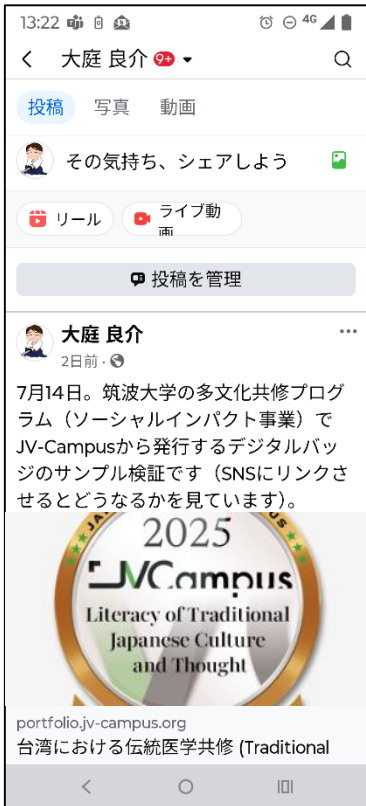 13:22
4G
大庭 良介 9+
投稿 写真 動画
その気持ち、シェアしよう
リール
ライブ動画
投稿を管理
大庭 良介
2日前
7月14日。筑波大学の多文化共修プログ
ラム（ソーシャルインパクト事業）で
JV-Campusから発行するデジタルバッ
ジのサンプル検証です（SNSにリンクさ
せるとどうなるかを見ています）。
2025
JVCampus
Literacy of Traditional
Japanese Culture
and Thought
portfolio.jv-campus.org
台湾における伝統医学共修 (Traditional